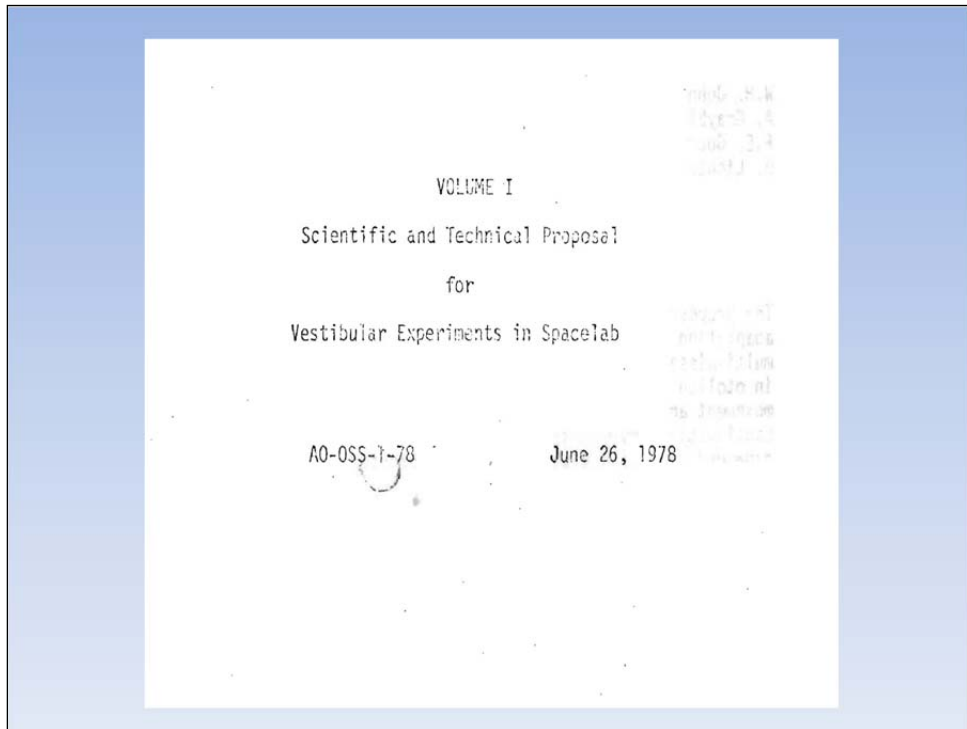 VOLUME I
Scientific and Technical Proposal
for
Vestibular Experiments in Spacelab
AO-OSS-1-78 June 26, 1978